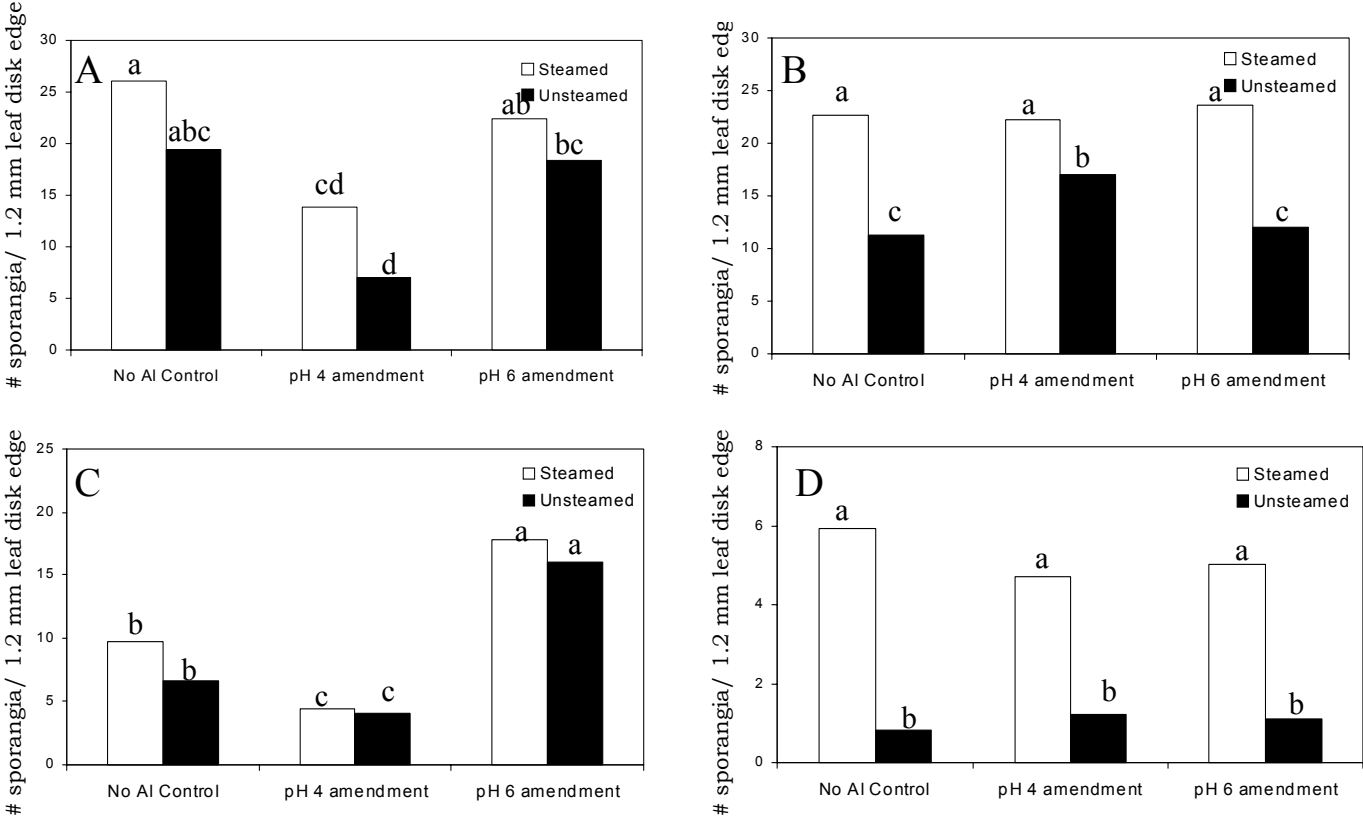 # sporangia/ 1.2 mm leaf disk edge
30
25
20
15
10
5
0
A
a
abc
cd
d
ab
bc
Steamed
Unsteamed
No Al Control
pH 4 amendment
pH 6 amendment
# sporangia/ 1.2 mm leaf disk edg
30
25
20
15
10
5
0
B
a
c
a
b
a
c
Steamed
Unsteamed
No Al Control
pH 4 amendment
pH 6 amendment
# sporangia/ 1.2 mm leaf disk edge
25
20
15
10
5
0
C
b
b
c
c
a
a
Steamed
Unsteamed
No Al Control
pH 4 amendment
pH 6 amendment
# sporangia/ 1.2 mm leaf disk edge
8
6
4
2
0
D
a
b
a
b
a
b
Steamed
Unsteamed
No Al Control
pH 4 amendment
pH 6 amendment